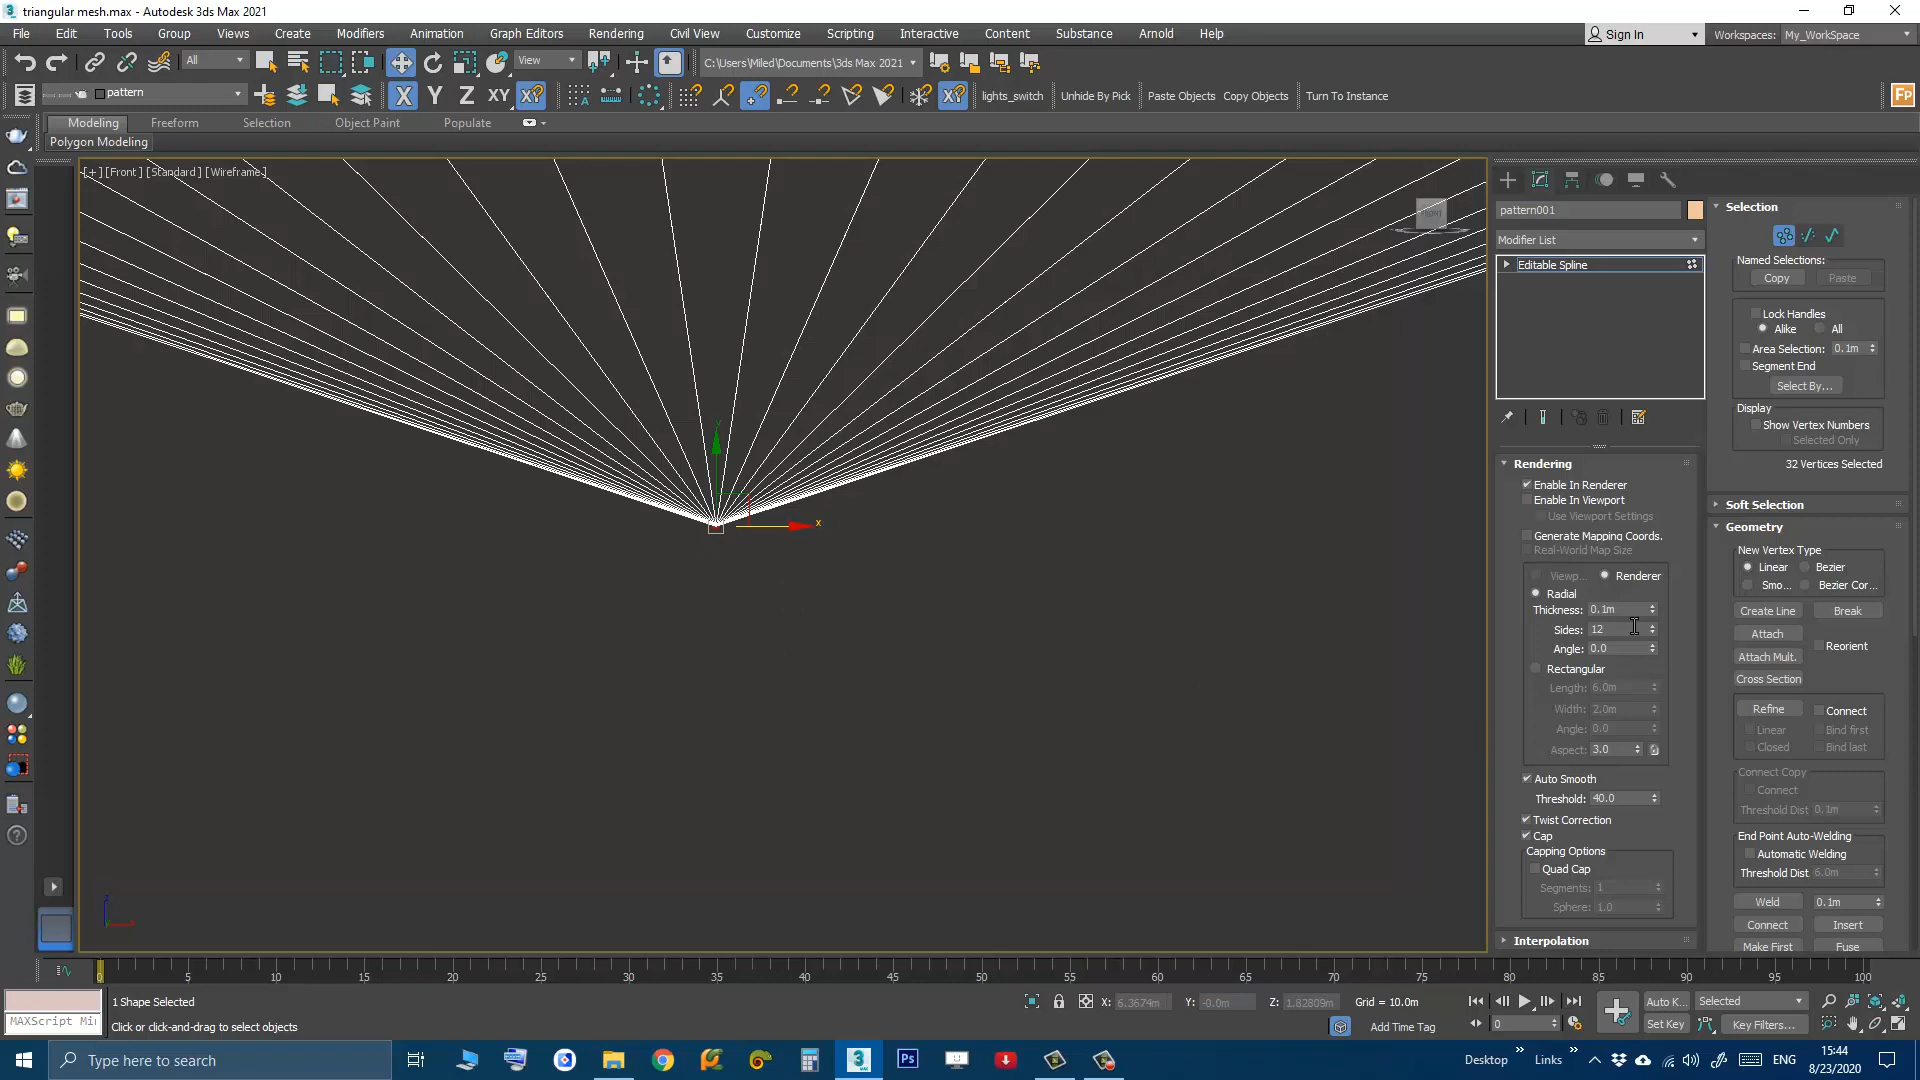 triangular mesh.max - Autodesk 3ds Max 2021
File Edit Tools Group Views Create Modifiers Animation Graph Editors Rendering Civil View Customize Scripting Interactive Content Substance Arnold Help
Sign In Workspaces: My_WorkSpace
All View C:\Users\Miled\Documents\3ds Max 2021
pattern X Y Z XY XY XY lights_switch Unhide By Pick Paste Objects Copy Objects Turn To Instance
Modeling Freeform Selection Object Paint Populate
Polygon Modeling
[+] [Front] [Standard] [Wireframe]
FRONT
y
x
pattern001
Modifier List
Editable Spline
Rendering
Enable In Renderer
Enable In Viewport
Use Viewport Settings
Generate Mapping Coords.
Real-World Map Size
Viewp... Renderer
Radial
Thickness: 0.1m
Sides: 12
Angle: 0.0
Rectangular
Length: 6.0m
Width: 2.0m
Angle: 0.0
Aspect: 3.0
Auto Smooth
Threshold: 40.0
Twist Correction
Cap
Capping Options
Quad Cap
Segments: 1
Sphere: 1.0
Interpolation
Selection
Named Selections:
Copy Paste
Lock Handles
Alike All
Area Selection: 0.1m
Segment End
Select By...
Display
Show Vertex Numbers
Selected Only
32 Vertices Selected
Soft Selection
Geometry
New Vertex Type
Linear Bezier
Smo... Bezier Cor...
Create Line Break
Attach
Reorient
Attach Mult.
Cross Section
Refine Connect
Linear Bind first
Closed Bind last
Connect Copy
Connect
Threshold Dist 0.1m
End Point Auto-Welding
Automatic Welding
Threshold Dist 6.0m
Weld 0.1m
Connect Insert
Make First Fuse
0 5 10 15 20 25 30 35 40 45 50 55 60 65 70 75 80 85 90 95 100
1 Shape Selected
MAXScript Mi
Click or click-and-drag to select objects
X: 6.3674m Y: -0.0m Z: 1.82809m Grid = 10.0m
Add Time Tag
0
Auto K... Selected
Set Key Key Filters...
Type here to search
Ps
3
Desktop » Links » ENG
15:44
8/23/2020